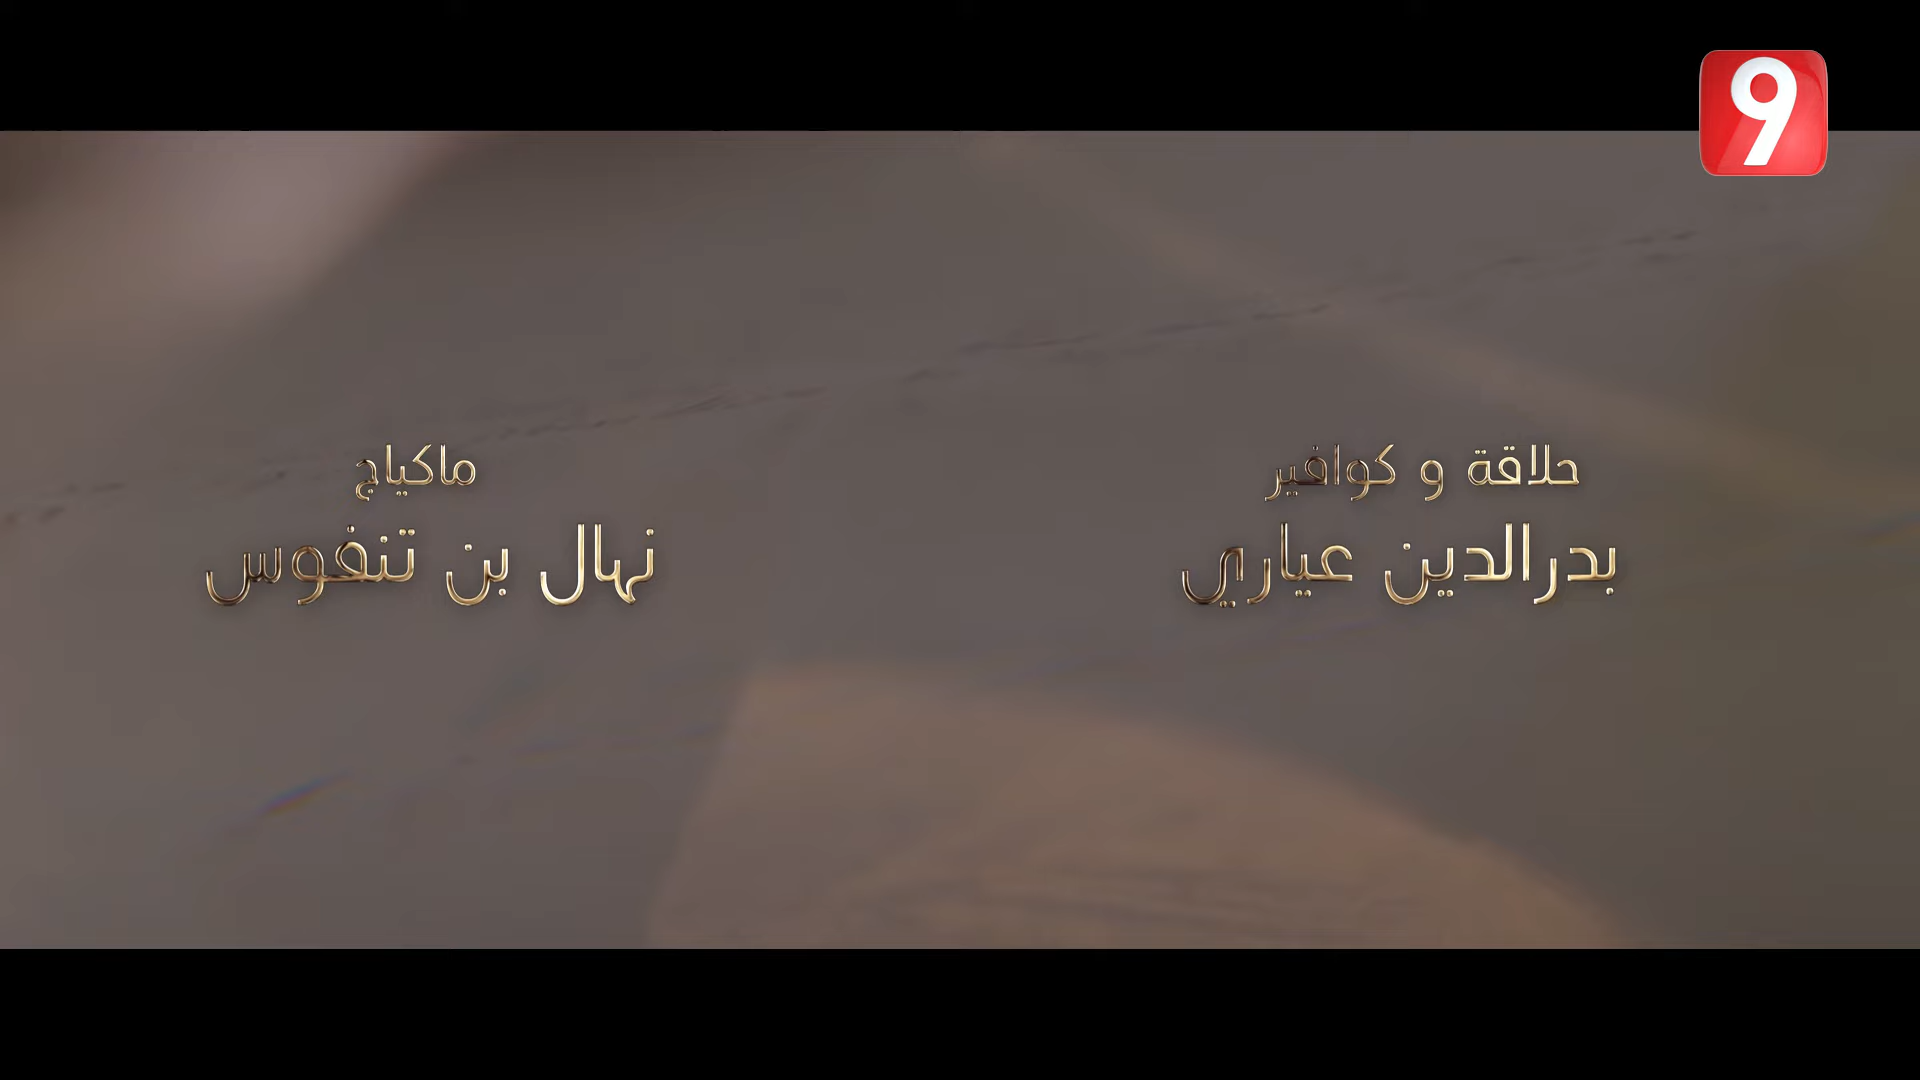 9
حلاقة و كوافير
بدرالدين عياري
ماكياج
نهال بن تنفوس